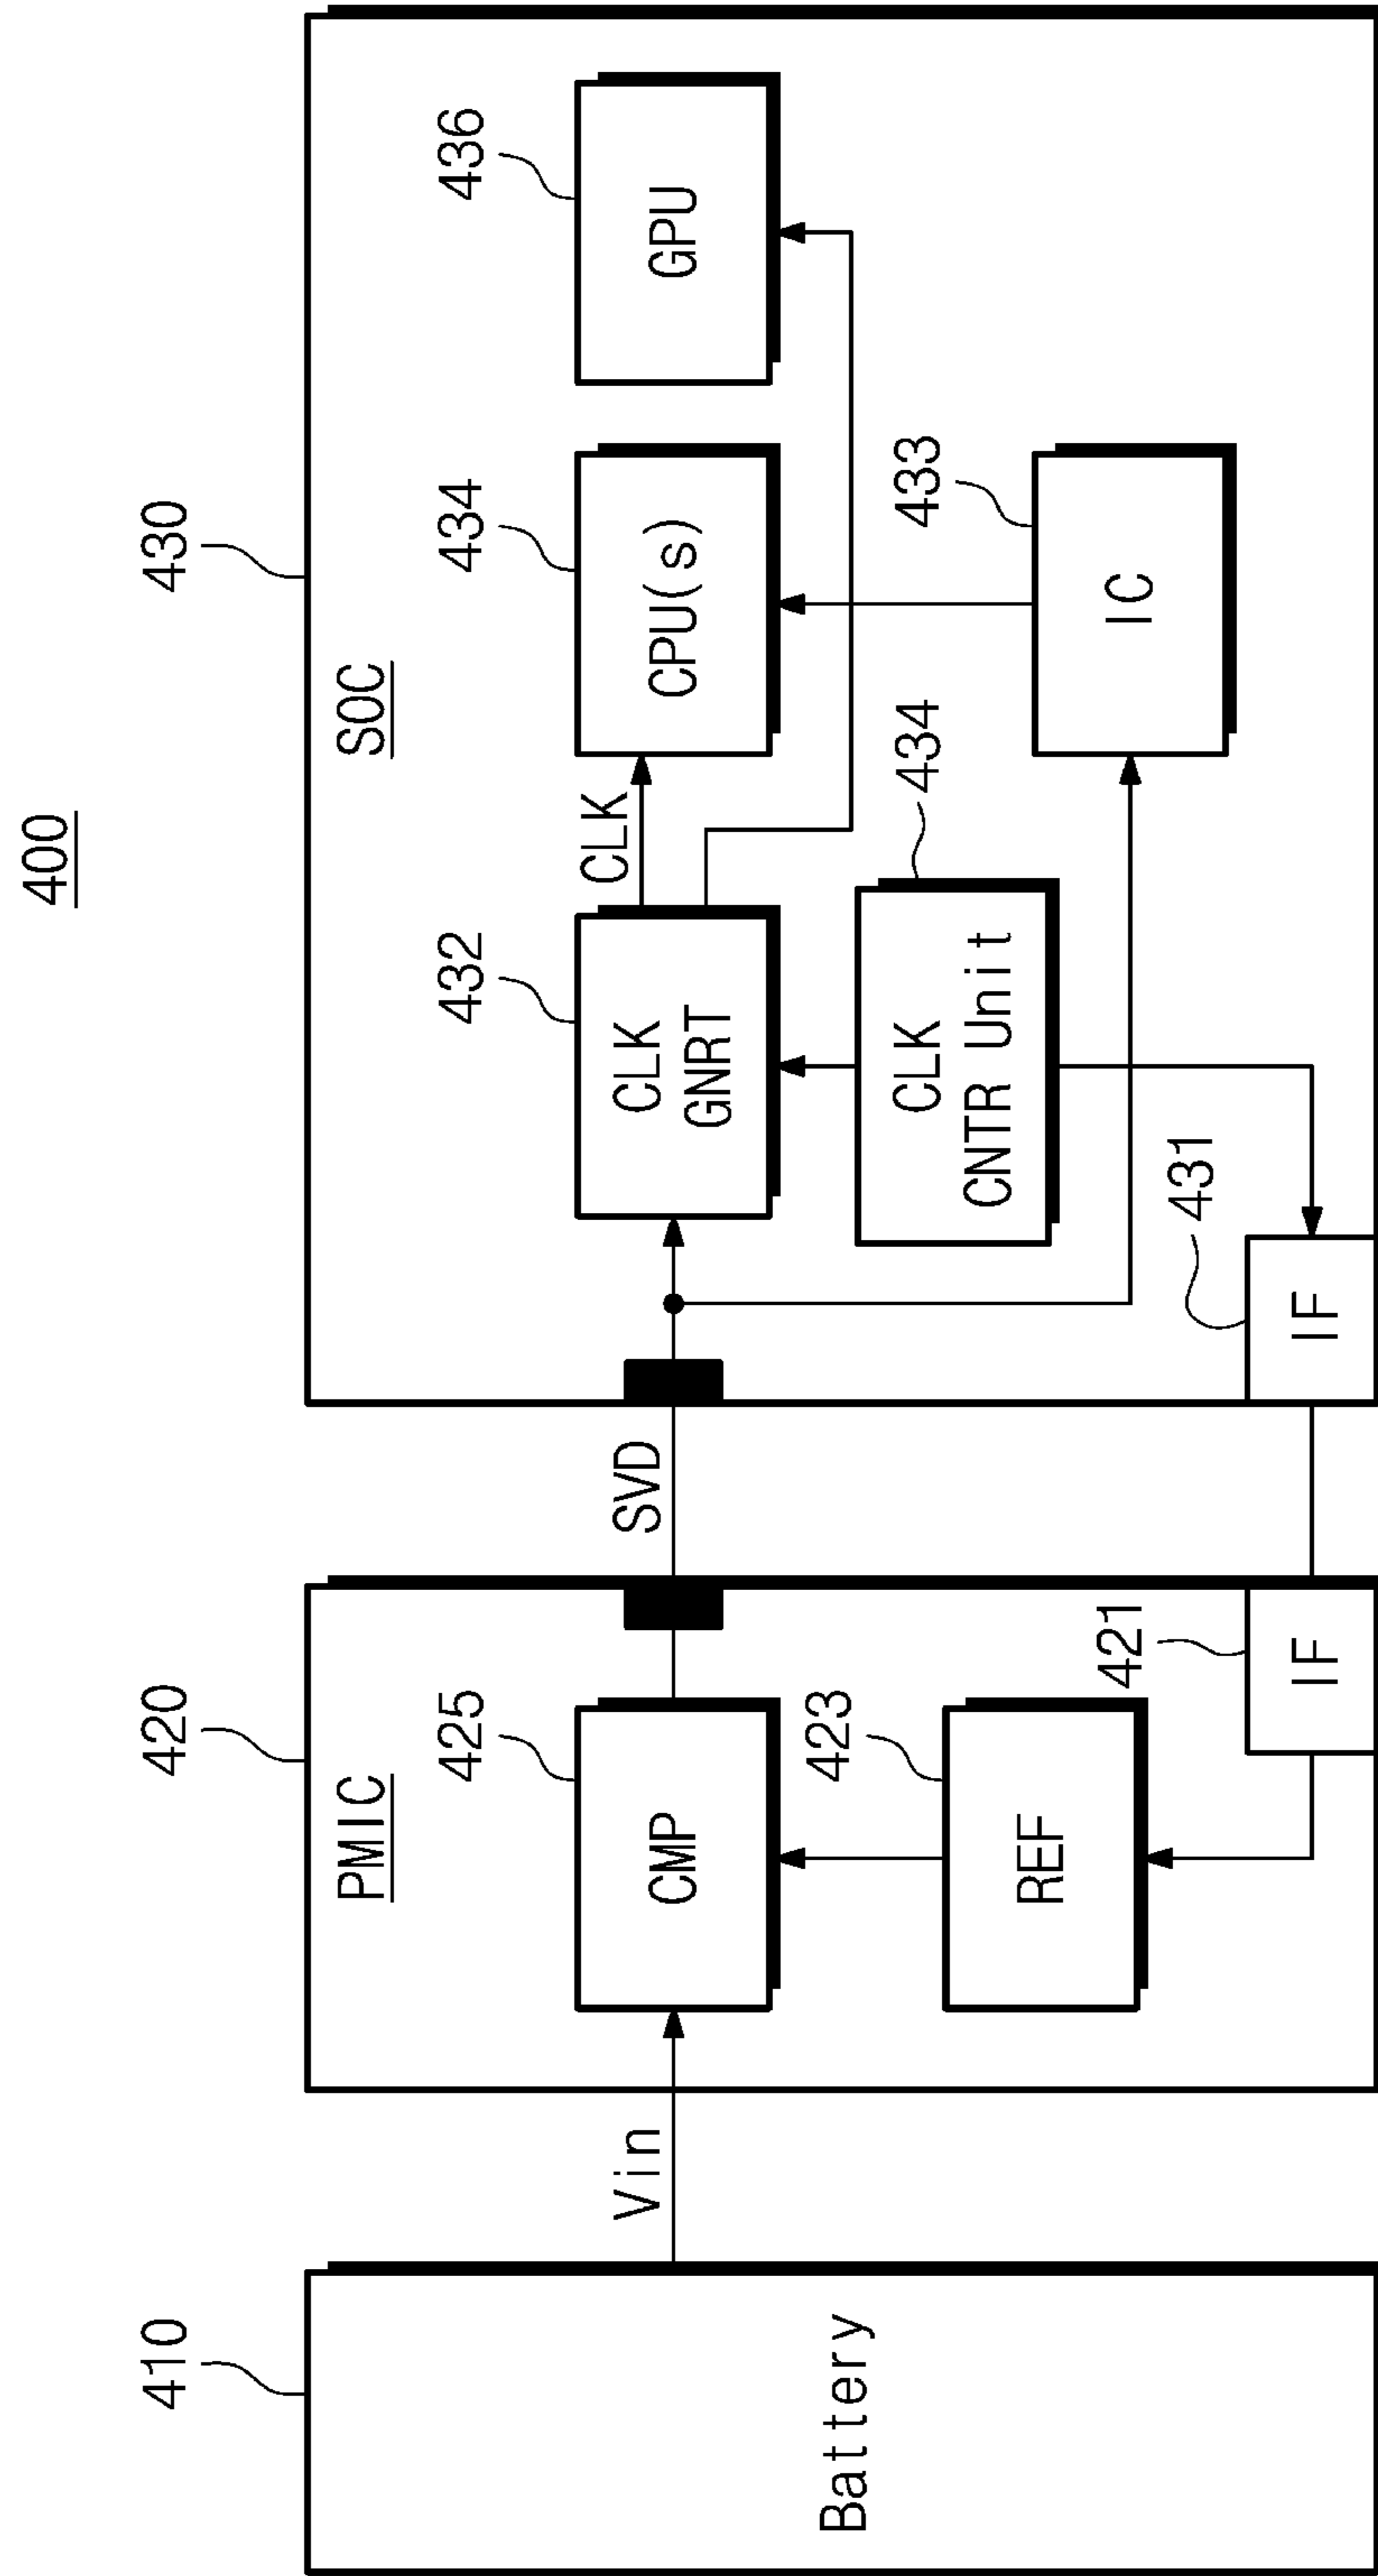 400
410
420
430
Battery
Vin
PMIC
425
CMP
423
REF
421
IF
SVD
SOC
432
CLK
GNRT
CLK
434
CPU(s)
436
GPU
434
CLK
CNTR Unit
433
IC
431
IF